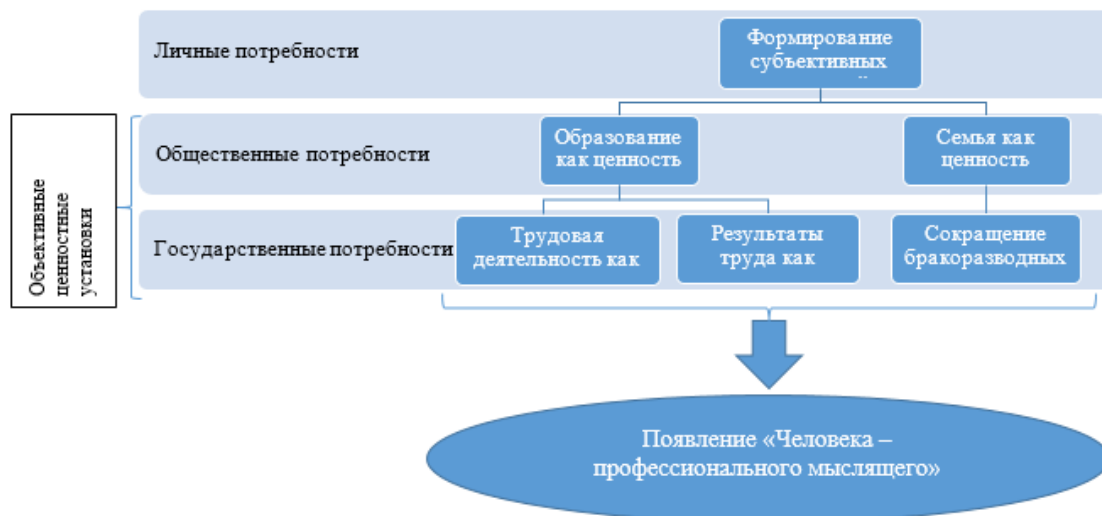 Личные потребности
Формирование
субъективных
Объективные
ценностные
установки
Общественные потребности
Образование
как ценность
Семья как
ценность
Государственные потребности
Трудовая
деятельность как
Результаты
труда как
Сокращение
бракоразводных
Появление «Человека –
профессионального мыслящего»